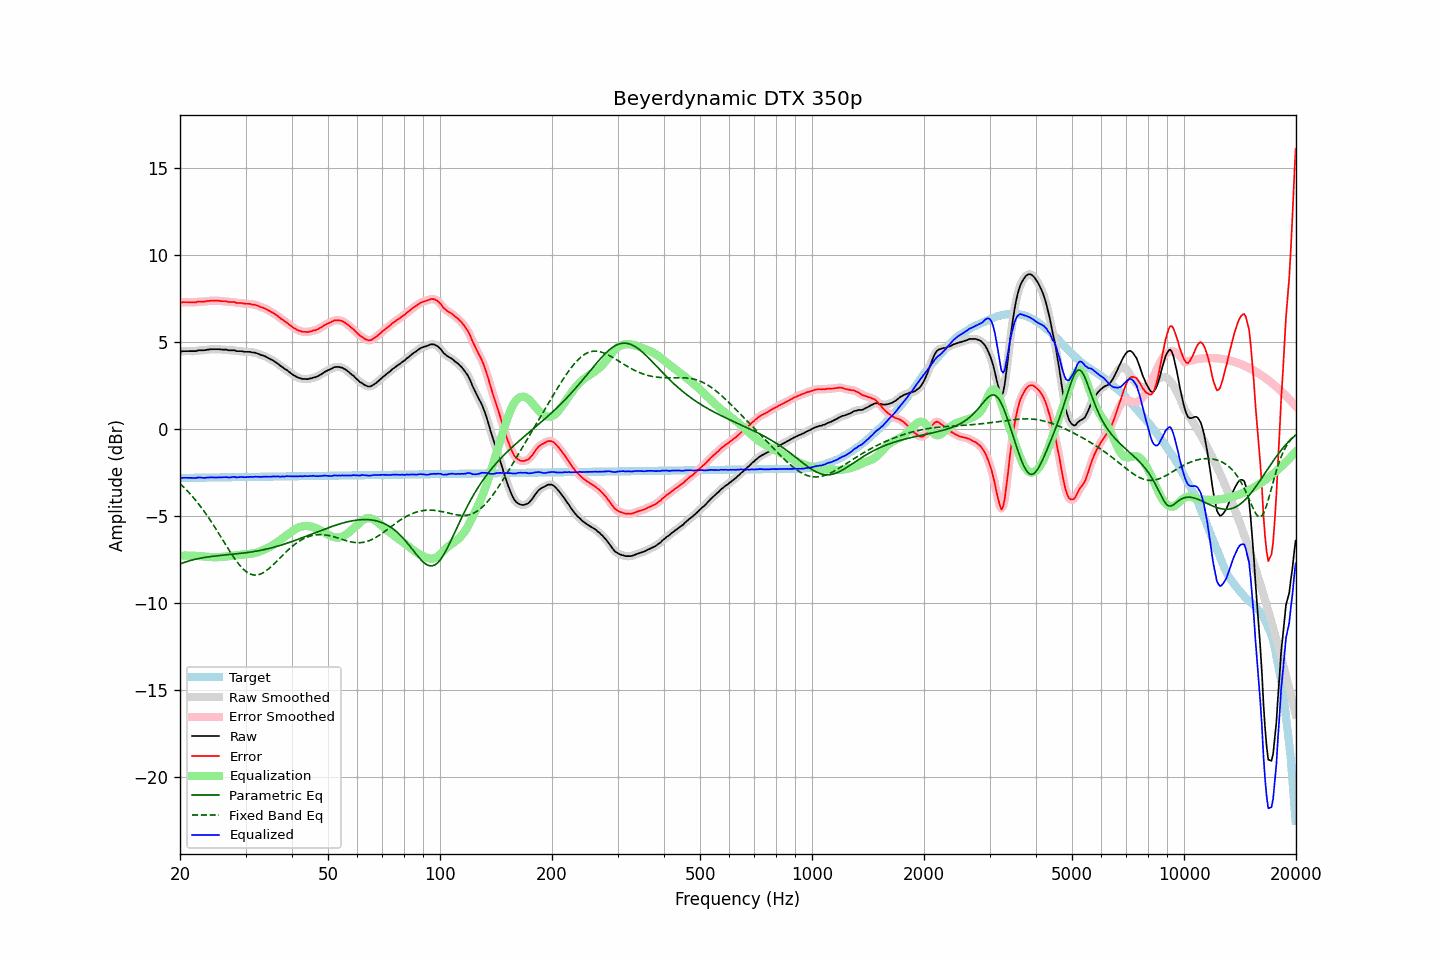 Beyerdynamic DTX 350p
15
10
5
0
−5
−10
−15
−20
Amplitude (dBr)
Target
Raw Smoothed
Error Smoothed
Raw
Error
Equalization
Parametric Eq
Fixed Band Eq
Equalized
20 50 100 200 500 1000 2000 5000 10000 20000
Frequency (Hz)